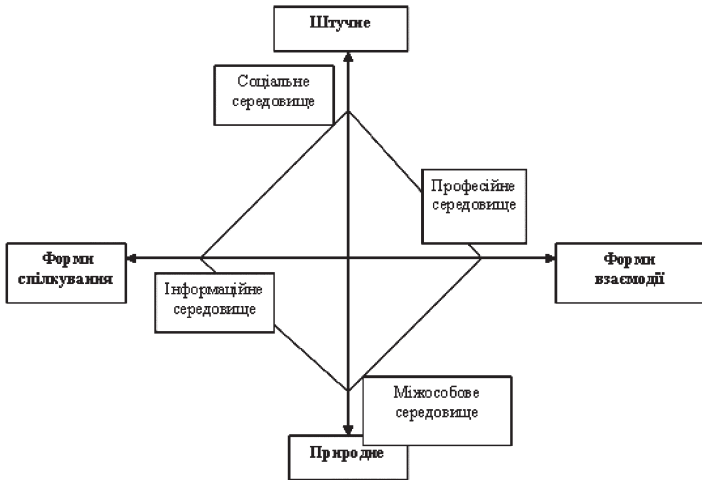 Штучне
Соціальне
середовище
Професійне
середовище
Форми
спілкування
Форми
взаємодії
Інформаційне
середовище
Міжособове
середовище
Природне